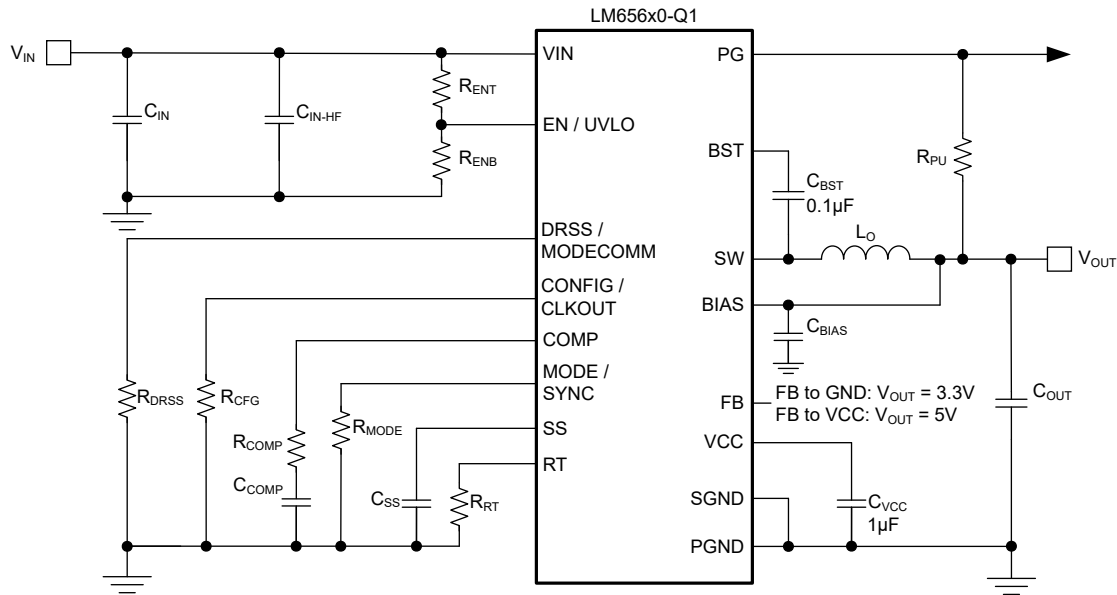 LM656x0-Q1
VIN
VIN
PG
RENT
CIN
CIN-HF
EN / UVLO
RENB
BST
RPU
CBST
0.1µF
DRSS /
MODECOMM
LO
SW
VOUT
CONFIG /
CLKOUT
BIAS
CBIAS
COMP
MODE /
SYNC
RDRSS
RCFG
FB
FB to GND: VOUT = 3.3V
FB to VCC: VOUT = 5V
COUT
RMODE
RCOMP
SS
VCC
RT
CCOMP
CSS
RRT
SGND
CVCC
1µF
PGND